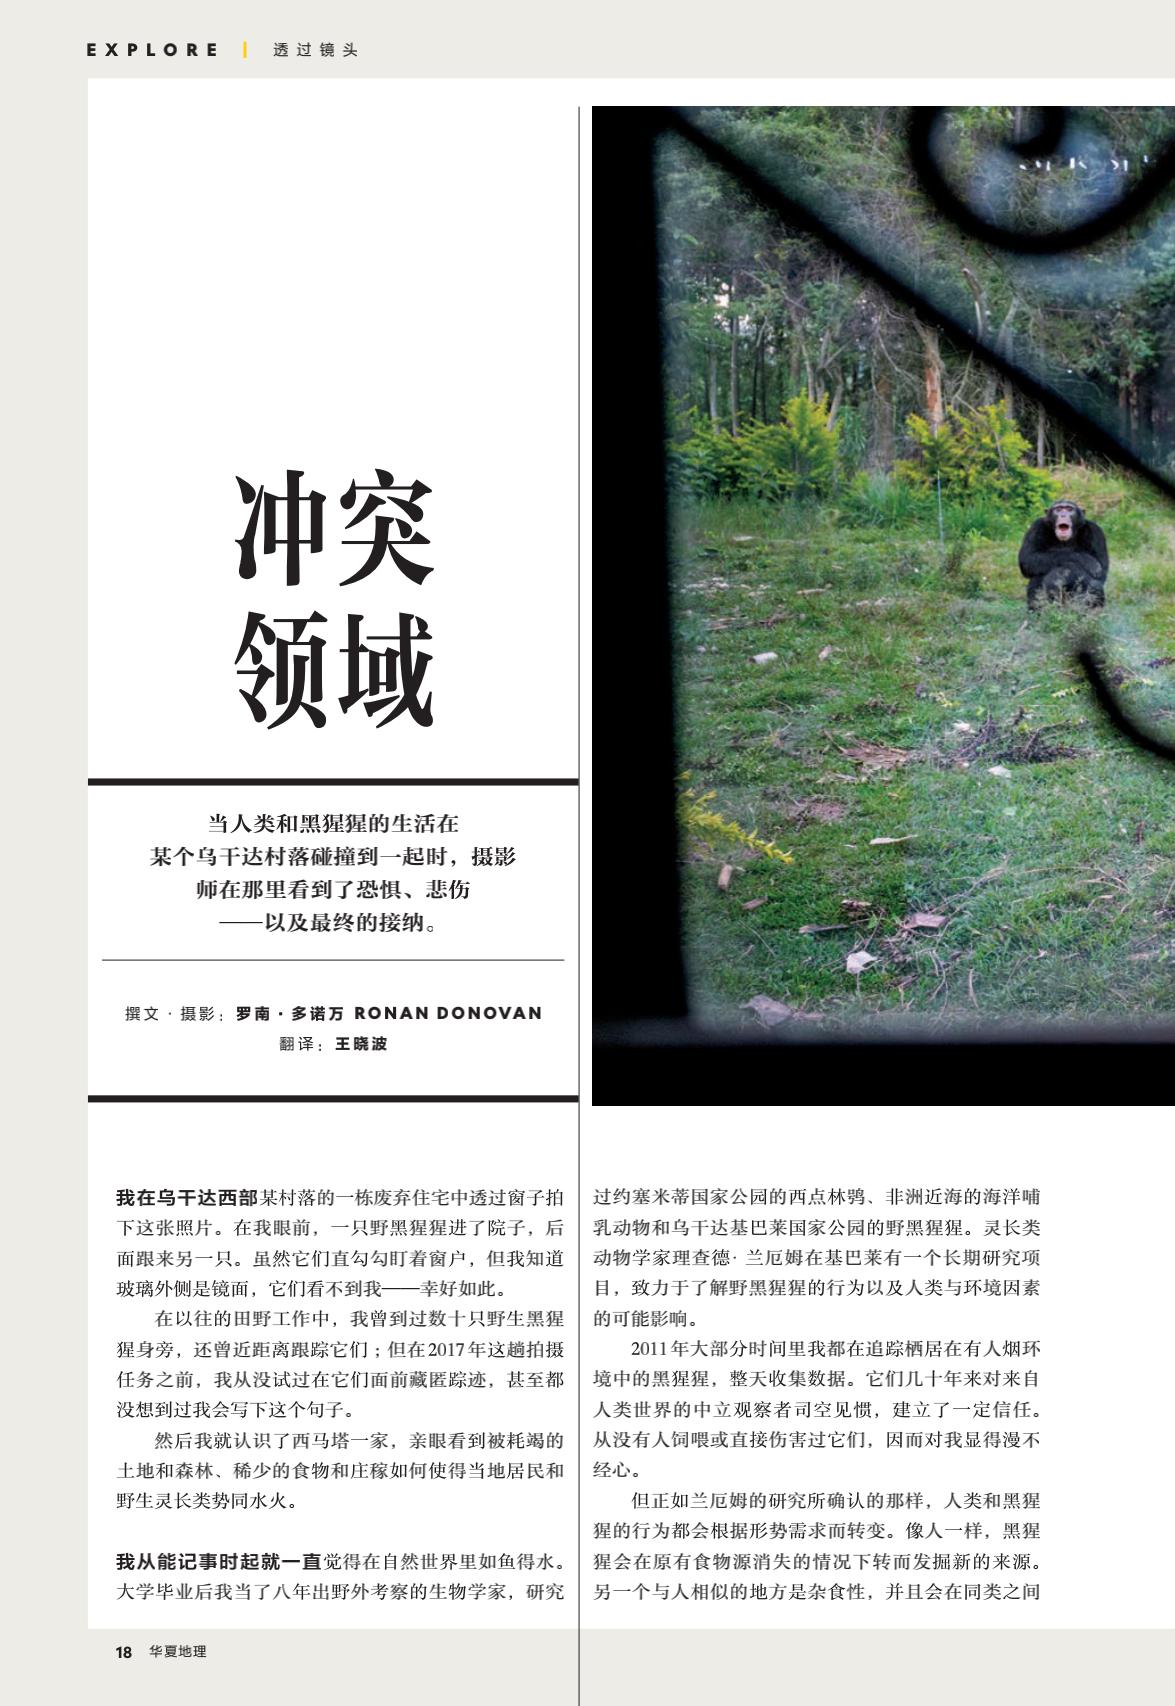 EXPLORE | 透过镜头
冲突
领域
当人类和黑猩猩的生活在
某个乌干达村落碰撞到一起时，摄影
师在那里看到了恐惧、悲伤
——以及最终的接纳。
撰文·摄影：罗南·多诺万 RONAN DONOVAN
翻译：王晓波
我在乌干达西部某村落的一栋废弃住宅中透过窗子拍
下这张照片。在我眼前，一只野黑猩猩进了院子，后
面跟来另一只。虽然它们直勾勾盯着窗户，但我知道
玻璃外侧是镜面，它们看不到我——幸好如此。
在以往的田野工作中，我曾到过数十只野生黑猩
猩身旁，还曾近距离跟踪它们；但在2017年这趟拍摄
任务之前，我从没试过在它们面前藏匿踪迹，甚至都
没想到过我会写下这个句子。
然后我就认识了西马塔一家，亲眼看到被耗竭的
土地和森林、稀少的食物和庄稼如何使得当地居民和
野生灵长类势同水火。
我从能记事时起就一直觉得在自然世界里如鱼得水。
大学毕业后我当了八年出野外考察的生物学家，研究
过约塞米蒂国家公园的西点林鸮、非洲近海的海洋哺
乳动物和乌干达基巴莱国家公园的野黑猩猩。灵长类
动物学家理查德·兰厄姆在基巴莱有一个长期研究项
目，致力于了解野黑猩猩的行为以及人类与环境因素
的可能影响。
2011年大部分时间里我都在追踪栖居在有人烟环
境中的黑猩猩，整天收集数据。它们几十年来对来自
人类世界的中立观察者司空见惯，建立了一定信任。
从没有人饲喂或直接伤害过它们，因而对我显得漫不
经心。
但正如兰厄姆的研究所确认的那样，人类和黑猩
猩的行为都会根据形势需求而转变。像人一样，黑猩
猩会在原有食物源消失的情况下转而发掘新的来源。
另一个与人相似的地方是杂食性，并且会在同类之间
18 华夏地理